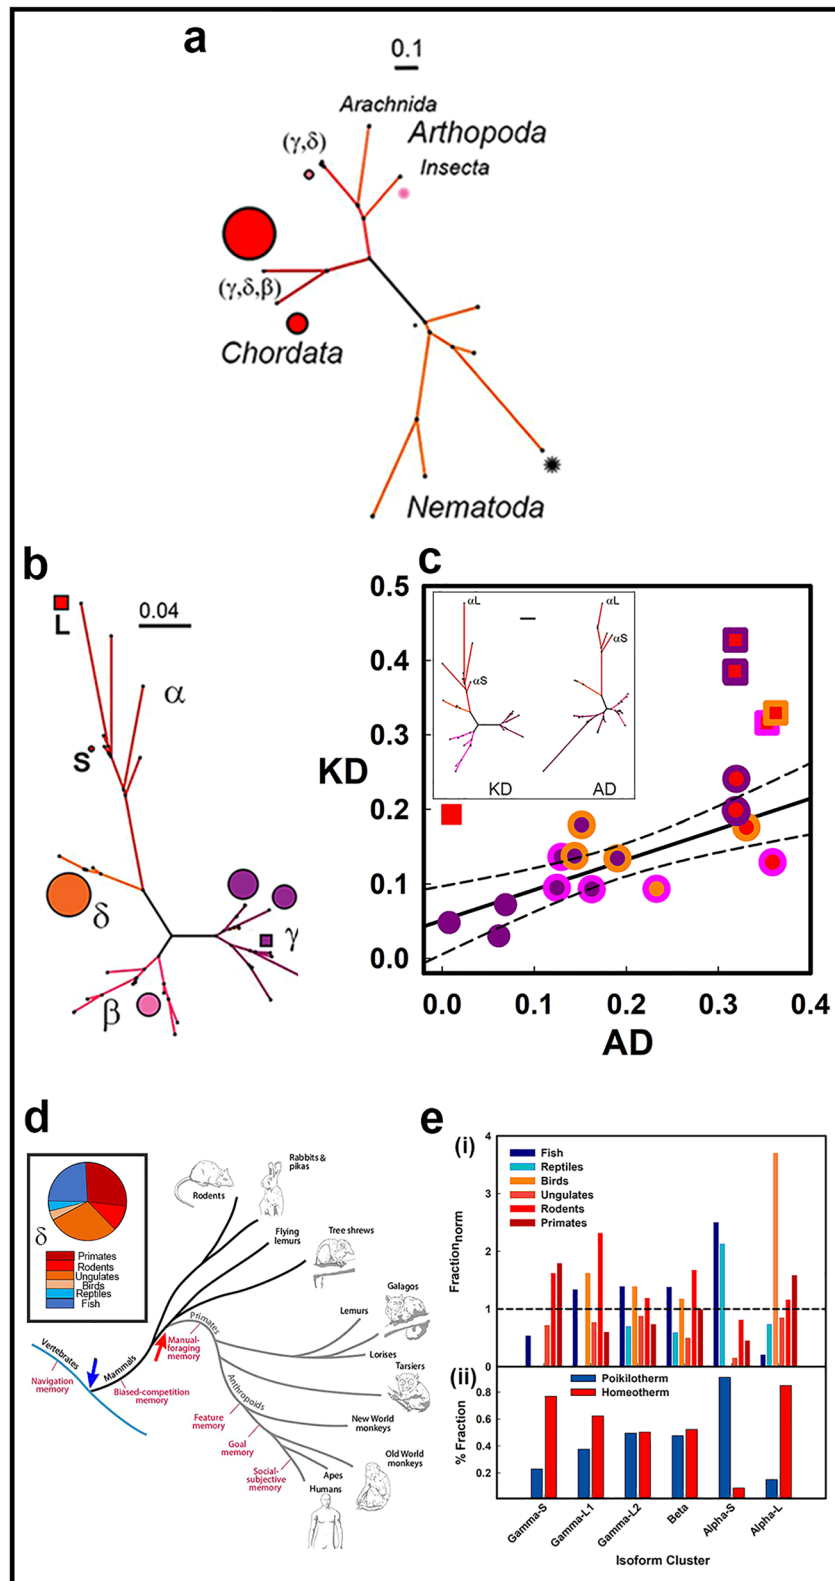 a
0.1
Arachnida
Arthopoda
(γ,δ)
Insecta
(γ,δ,β)
Chordata
Nematoda
b
0.04
L
α
S
δ
γ
β
c
0.5
0.4
0.3
0.2
0.1
0.0
KD
αL
αS
KD
αL
αS
AD
0.0 0.1 0.2 0.3 0.4
AD
d
δ
Primates
Rodents
Ungulates
Birds
Reptiles
Fish
Rodents
Rabbits &
pikas
Flying
lemurs
Tree shrews
Galagos
Lemurs
Lorises
Tarsiers
New World
monkeys
Old World
monkeys
Apes
Humans
Primates
Manual-
foraging
memory
Vertebrates
Navigation
memory
Mammals
Biased-competition
memory
Anthropoids
Feature
memory
Goal
memory
Social-
subjective
memory
e
(i)
4
3
2
1
0
Fraction norm
Fish
Reptiles
Birds
Ungulates
Rodents
Primates
(ii)
0.8
0.6
0.4
0.2
% Fraction
Poikilotherm
Homeotherm
Gamma-S
Gamma-L1
Gamma-L2
Beta
Alpha-S
Alpha-L
Isoform Cluster